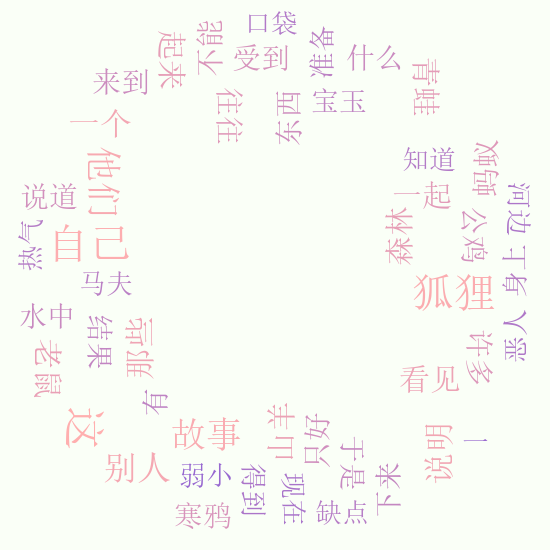 口袋
准备
不能
起来
受到
什么
来到
青蛙
往往
东西
宝玉
一个
知道
蚂蚁
他们
一起
说道
河边
公鸡
森林
自己
热气
上身
马夫
狐狸
水中
恶人
结果
那些
许多
老鼠
看见
有
这
故事
山羊
只好
说明
一
别人
弱小
得到
现在
于是
下来
寒鸦
缺点